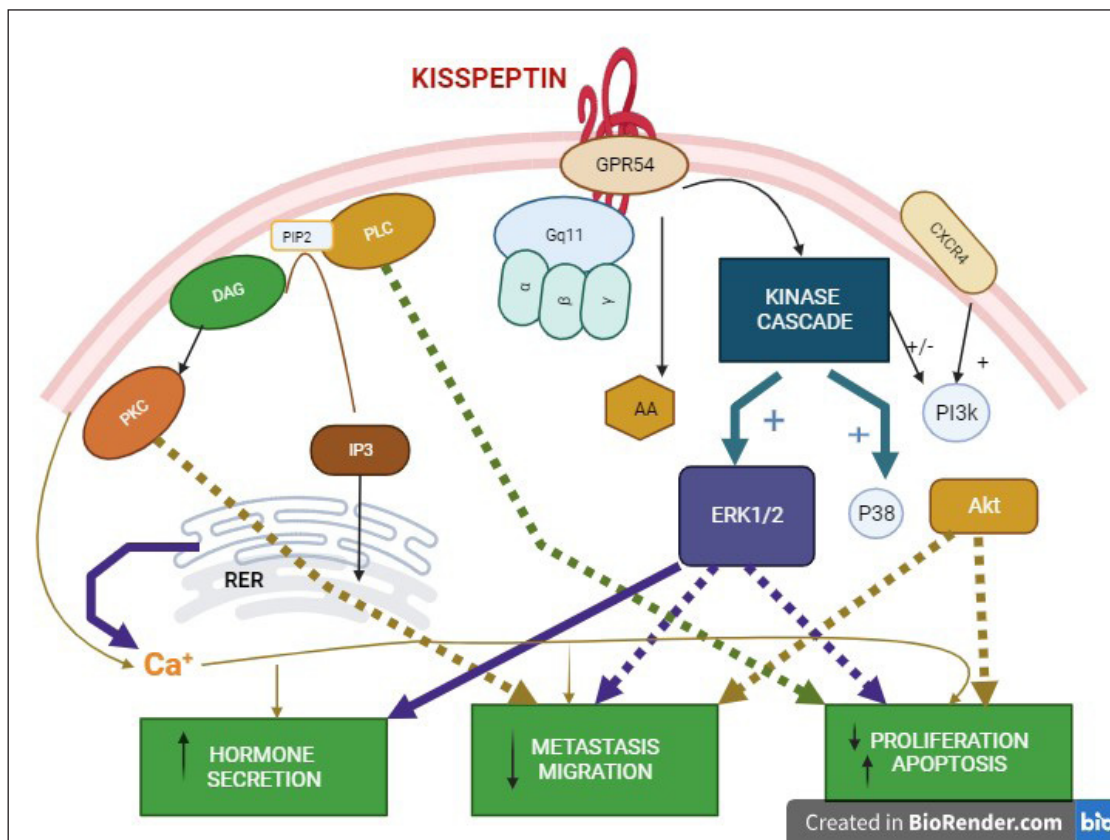 KISSPEPTIN
GPR54
PLC
PIP2
Gq11
CXCR4
DAG
α
β
γ
KINASE
CASCADE
+/-
+
PKC
AA
PI3k
+
+
IP3
ERK1/2
P38
Akt
RER
Ca+
HORMONE
SECRETION
METASTASIS
MIGRATION
PROLIFERATION
APOPTOSIS
Created in BioRender.com bio